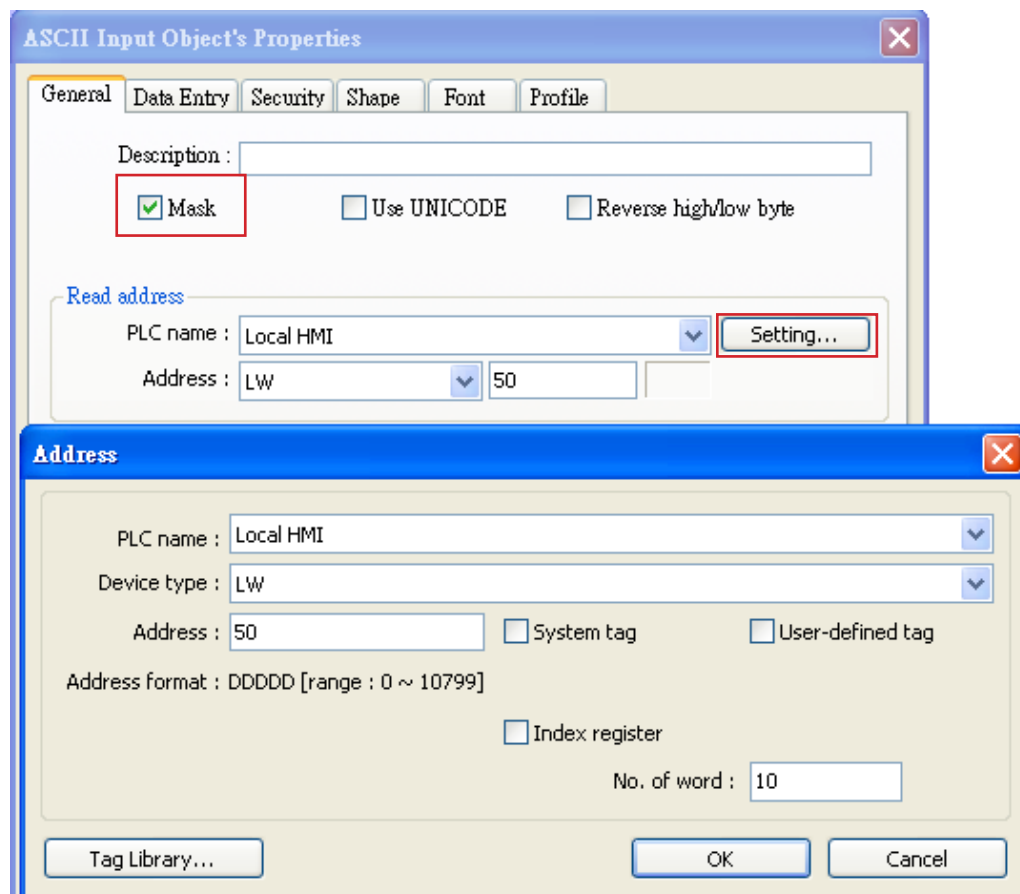 ASCII Input Object's Properties
General Data Entry Security Shape Font Profile
Description :
Mask Use UNICODE Reverse high/low byte
Read address
PLC name : Local HMI Setting...
Address : LW 50
Address
PLC name : Local HMI
Device type : LW
Address : 50 System tag User-defined tag
Address format : DDDDD [range : 0 ~ 10799]
Index register
No. of word : 10
Tag Library... OK Cancel